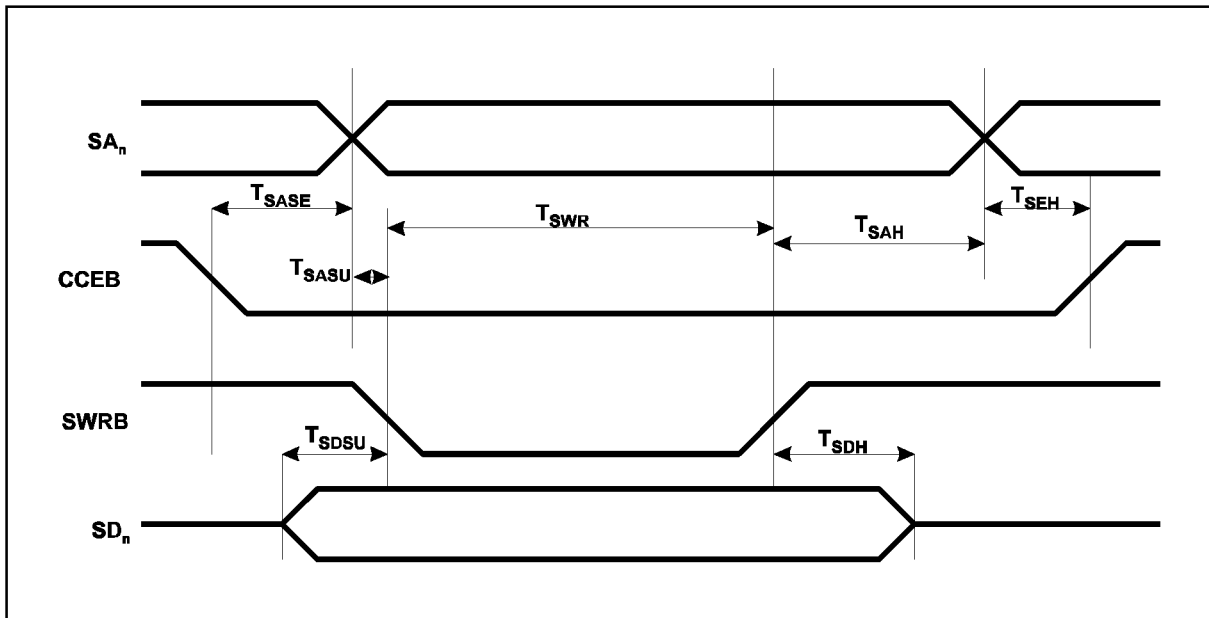 SAn
TSASE
TSWR
TSAH
TSEH
TSASU
CCEB
SWRB
TSDSU
TSDH
SDn